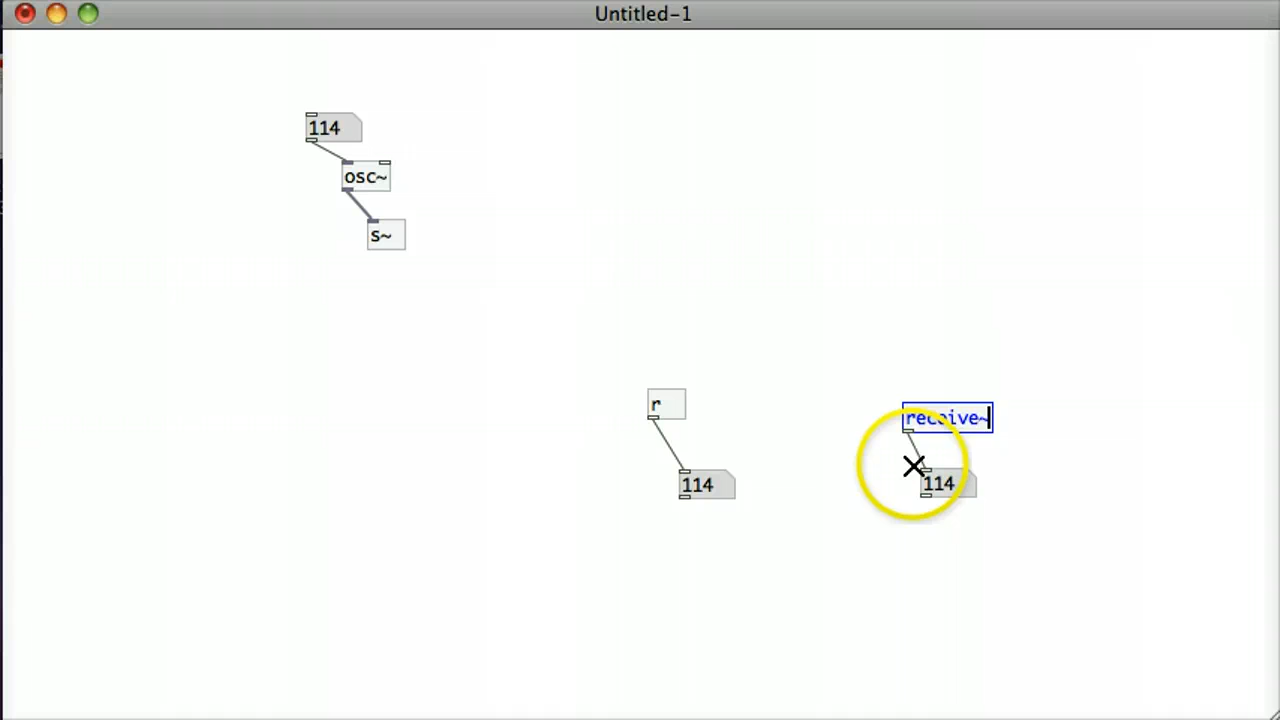 Untitled-1
114
osc~
s~
r
receive~
114
114